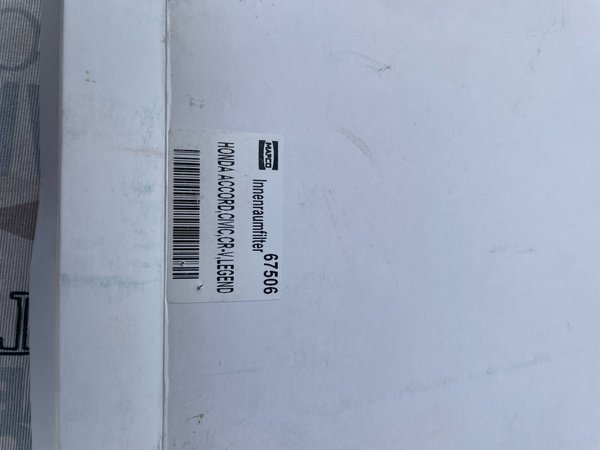 MAPCO
Innenraumfilter
67506
HONDA ACCORD,CIVIC,CR-V,LEGEND